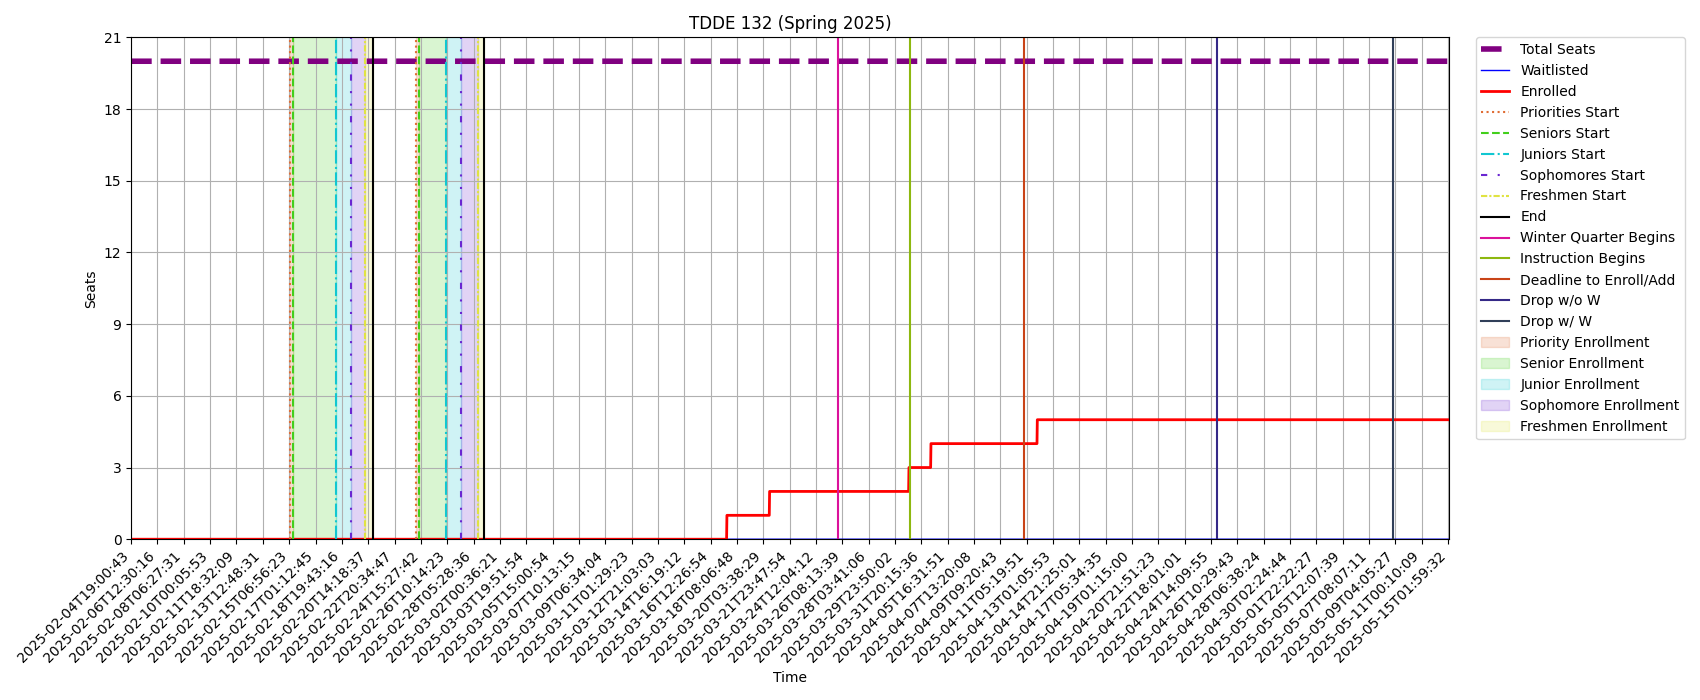 TDDE 132 (Spring 2025)
21
18
15
12
9
6
3
0
Seats
2025-02-04T19:00:43
2025-02-06T12:30:16
2025-02-08T06:27:31
2025-02-10T00:05:53
2025-02-11T18:32:09
2025-02-13T12:48:31
2025-02-15T06:56:23
2025-02-17T01:12:45
2025-02-18T19:43:16
2025-02-20T14:18:37
2025-02-22T20:34:47
2025-02-24T15:27:42
2025-02-26T10:14:23
2025-02-28T05:28:36
2025-03-02T00:36:21
2025-03-03T19:51:54
2025-03-05T15:00:54
2025-03-07T10:13:15
2025-03-09T06:34:04
2025-03-11T01:29:23
2025-03-12T21:03:03
2025-03-14T16:19:12
2025-03-16T12:26:54
2025-03-18T08:06:48
2025-03-20T03:38:29
2025-03-21T23:47:54
2025-03-24T12:04:12
2025-03-26T08:13:39
2025-03-28T03:41:06
2025-03-29T23:50:02
2025-03-31T20:15:36
2025-04-05T16:31:51
2025-04-07T13:20:08
2025-04-09T09:20:43
2025-04-11T05:19:51
2025-04-13T01:05:53
2025-04-14T21:25:01
2025-04-17T05:34:35
2025-04-19T01:15:00
2025-04-20T21:51:23
2025-04-22T18:01:01
2025-04-24T14:09:55
2025-04-26T10:29:43
2025-04-28T06:38:24
2025-04-30T02:24:44
2025-05-01T22:22:27
2025-05-05T12:07:39
2025-05-07T08:07:11
2025-05-09T04:05:27
2025-05-11T00:10:09
2025-05-15T01:59:32
Time
Total Seats
Waitlisted
Enrolled
Priorities Start
Seniors Start
Juniors Start
Sophomores Start
Freshmen Start
End
Winter Quarter Begins
Instruction Begins
Deadline to Enroll/Add
Drop w/o W
Drop w/ W
Priority Enrollment
Senior Enrollment
Junior Enrollment
Sophomore Enrollment
Freshmen Enrollment